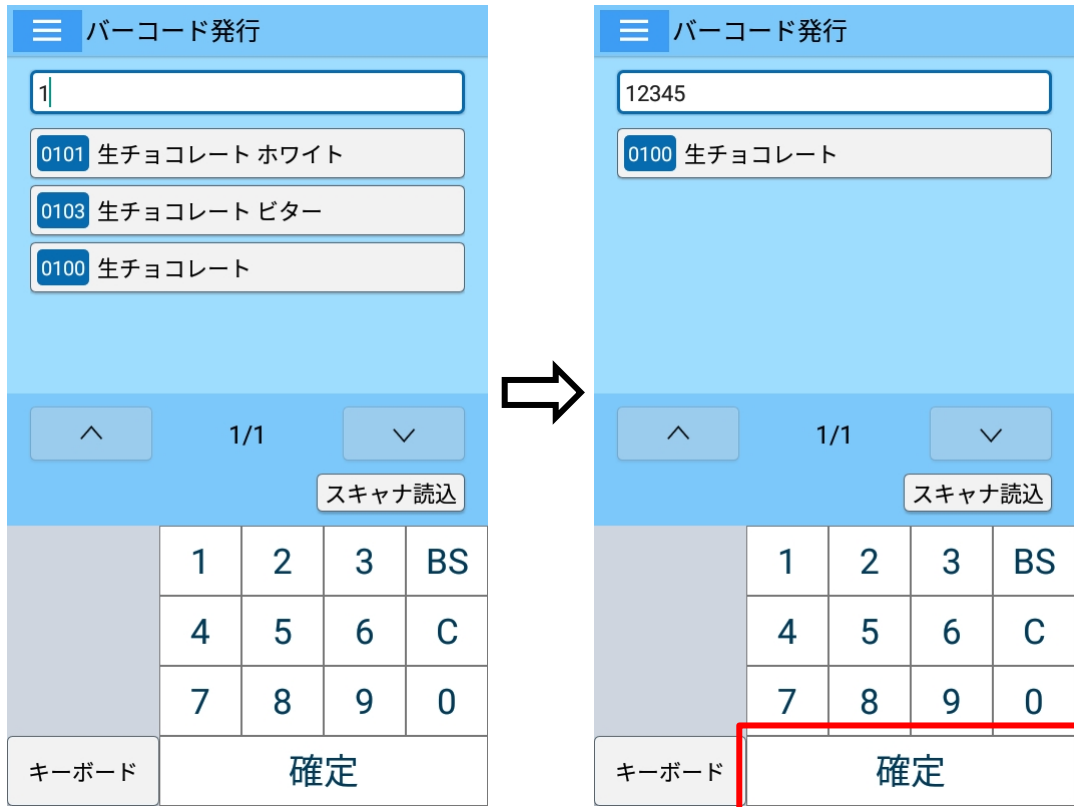 バーコード発行
1
0101 生チョコレート ホワイト
0103 生チョコレート ビター
0100 生チョコレート
1/1
スキャナ読込
1 2 3 BS
4 5 6 C
7 8 9 0
キーボード 確定
バーコード発行
12345
0100 生チョコレート
1/1
スキャナ読込
1 2 3 BS
4 5 6 C
7 8 9 0
キーボード 確定